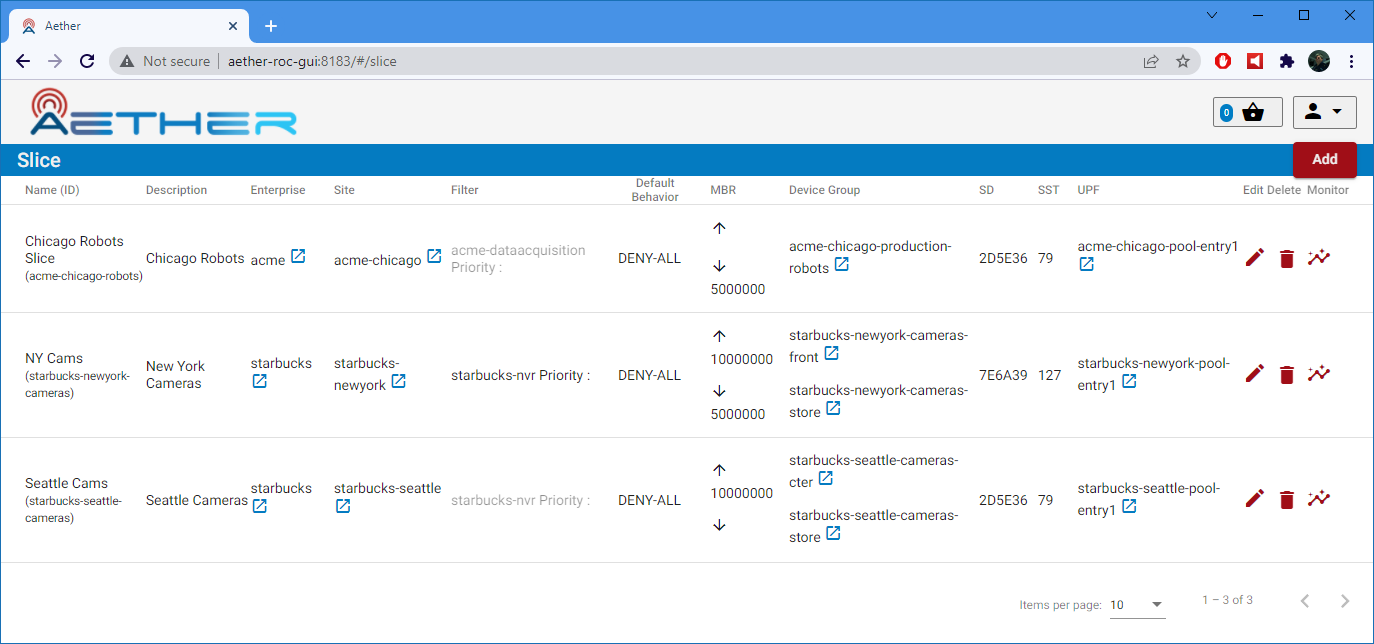 Aether
Not secure
aether-roc-gui:8183/#/slice
AETHER
0
Slice
Add
Name (ID) Description Enterprise Site Filter Default Behavior MBR Device Group SD SST UPF Edit Delete Monitor
Chicago Robots
Slice
(acme-chicago-robots)
Chicago Robots
acme
acme-chicago
acme-dataacquisition
Priority :
DENY-ALL
5000000
acme-chicago-production-
robots
2D5E36
79
acme-chicago-pool-entry1
NY Cams
(starbucks-newyork-
cameras)
New York
Cameras
starbucks
starbucks-
newyork
starbucks-nvr Priority :
DENY-ALL
10000000
5000000
starbucks-newyork-cameras-
front
starbucks-newyork-cameras-
store
7E6A39
127
starbucks-newyork-pool-
entry1
Seattle Cams
(starbucks-seattle-
cameras)
Seattle Cameras
starbucks
starbucks-seattle
starbucks-nvr Priority :
DENY-ALL
10000000
starbucks-seattle-cameras-
cter
starbucks-seattle-cameras-
store
2D5E36
79
starbucks-seattle-pool-
entry1
Items per page: 10
1 – 3 of 3